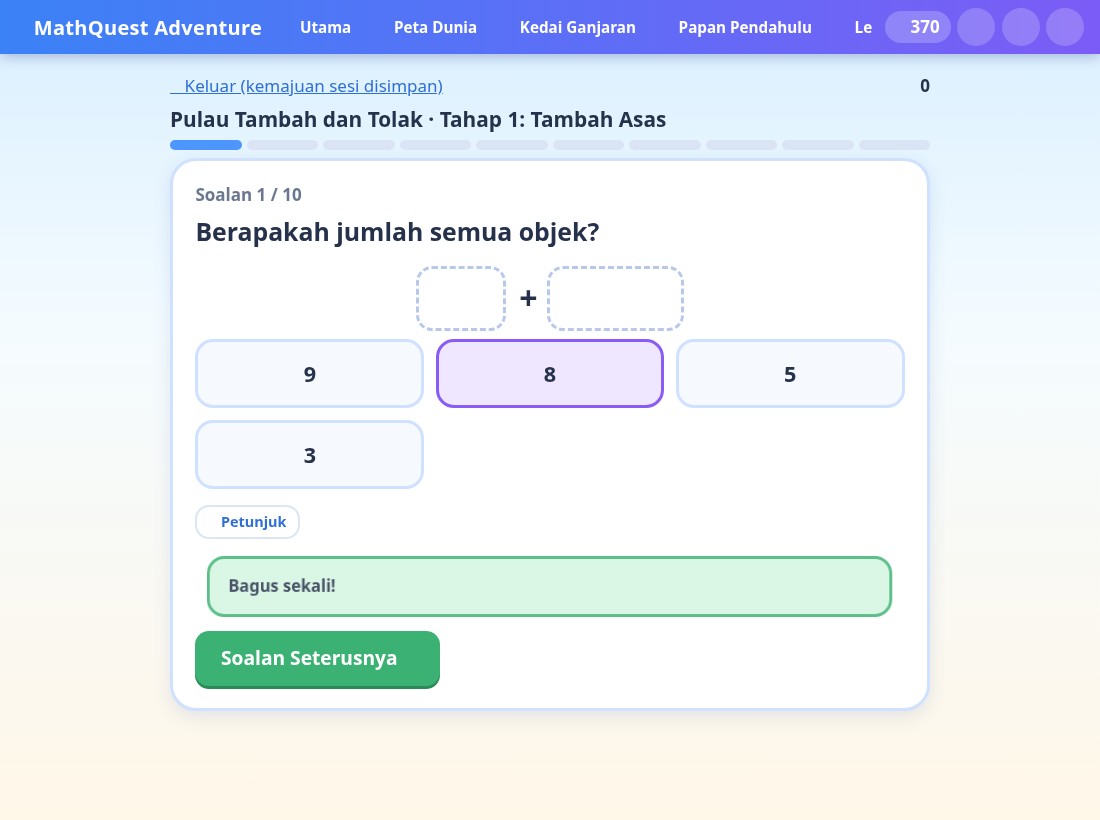 MathQuest Adventure Utama Peta Dunia Kedai Ganjaran Papan Pendahulu Le 370
Keluar (kemajuan sesi disimpan) 0
Pulau Tambah dan Tolak · Tahap 1: Tambah Asas
Soalan 1 / 10
Berapakah jumlah semua objek?
+
9 8 5
3
Petunjuk
Bagus sekali!
Soalan Seterusnya